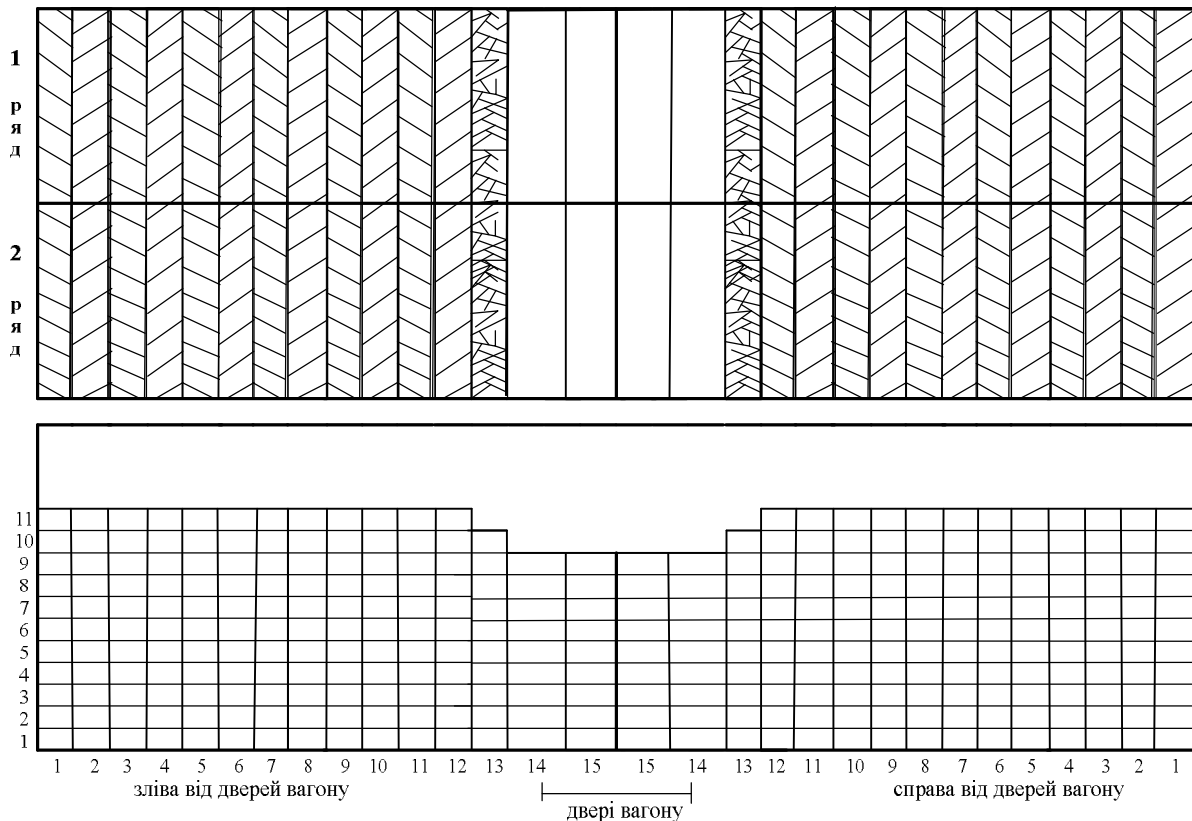 1
р
я
д
2
р
я
д
11
10
9
8
7
6
5
4
3
2
1
1 2 3 4 5 6 7 8 9 10 11 12 13 14 15 15 14 13 12 11 10 9 8 7 6 5 4 3 2 1
зліва від дверей вагону
справа від дверей вагону
двері вагону